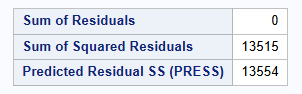 Sum of Residuals 0
Sum of Squared Residuals 13515
Predicted Residual SS (PRESS) 13554